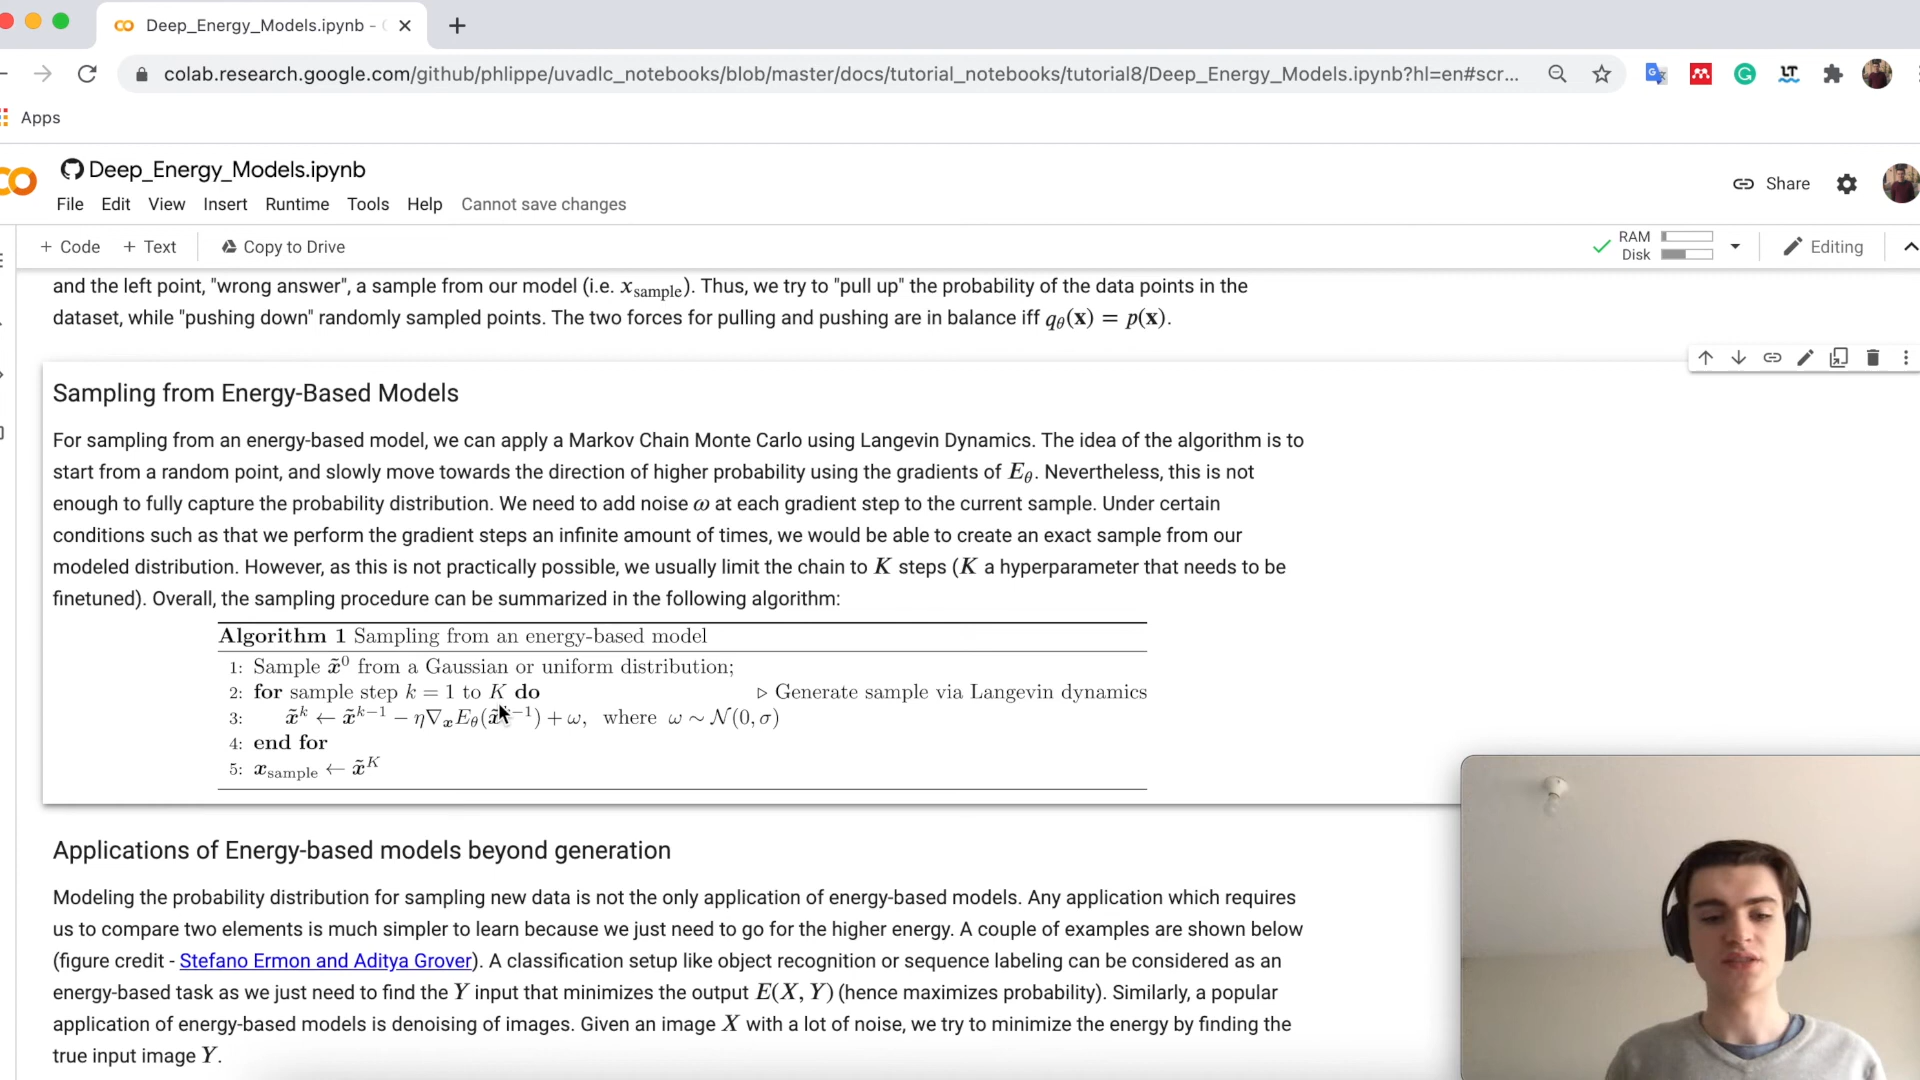 Deep_Energy_Models.ipynb - 
colab.research.google.com/github/phlippe/uvadlc_notebooks/blob/master/docs/tutorial_notebooks/tutorial8/Deep_Energy_Models.ipynb?hl=en#scr...
Apps
Deep_Energy_Models.ipynb
Share
File Edit View Insert Runtime Tools Help Cannot save changes
+ Code + Text Copy to Drive
RAM
Disk
Editing
and the left point, "wrong answer", a sample from our model (i.e. x_sample). Thus, we try to "pull up" the probability of the data points in the
dataset, while "pushing down" randomly sampled points. The two forces for pulling and pushing are in balance iff q_θ(x) = p(x).
Sampling from Energy-Based Models
For sampling from an energy-based model, we can apply a Markov Chain Monte Carlo using Langevin Dynamics. The idea of the algorithm is to
start from a random point, and slowly move towards the direction of higher probability using the gradients of E_θ. Nevertheless, this is not
enough to fully capture the probability distribution. We need to add noise ω at each gradient step to the current sample. Under certain
conditions such as that we perform the gradient steps an infinite amount of times, we would be able to create an exact sample from our
modeled distribution. However, as this is not practically possible, we usually limit the chain to K steps (K a hyperparameter that needs to be
finetuned). Overall, the sampling procedure can be summarized in the following algorithm:
Algorithm 1 Sampling from an energy-based model
1: Sample x̃⁰ from a Gaussian or uniform distribution;
2: for sample step k = 1 to K do ▷ Generate sample via Langevin dynamics
3: x̃^k ← x̃^{k−1} − η∇_x E_θ(x̃^{k−1}) + ω, where ω ∼ N(0, σ)
4: end for
5: x_sample ← x̃^K
Applications of Energy-based models beyond generation
Modeling the probability distribution for sampling new data is not the only application of energy-based models. Any application which requires
us to compare two elements is much simpler to learn because we just need to go for the higher energy. A couple of examples are shown below
(figure credit - Stefano Ermon and Aditya Grover). A classification setup like object recognition or sequence labeling can be considered as an
energy-based task as we just need to find the Y input that minimizes the output E(X, Y) (hence maximizes probability). Similarly, a popular
application of energy-based models is denoising of images. Given an image X with a lot of noise, we try to minimize the energy by finding the
true input image Y.